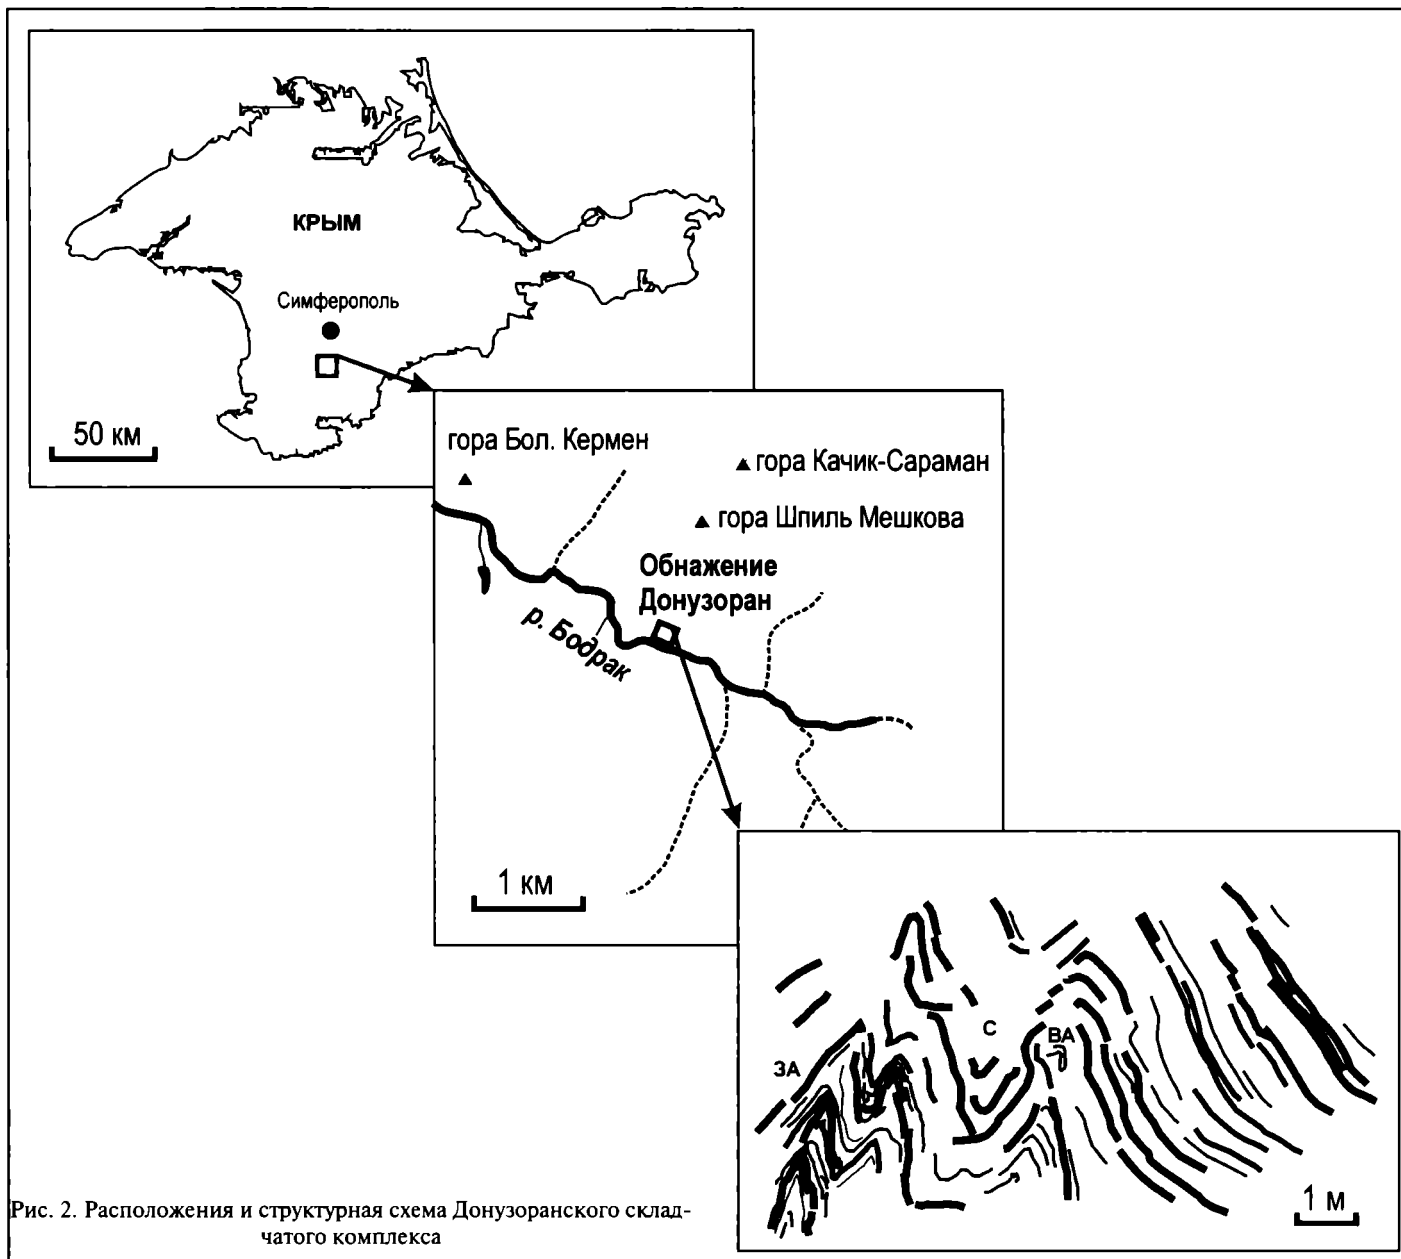 КРЫМ
Симферополь
50 км
гора Бол. Кермен
гора Качик-Сараман
гора Шпиль Мешкова
Обнажение
Донузоран
р. Бодрак
1 км
С
ВА
ЗА
1 м
Рис. 2. Расположения и структурная схема Донузоранского склад-
чатого комплекса